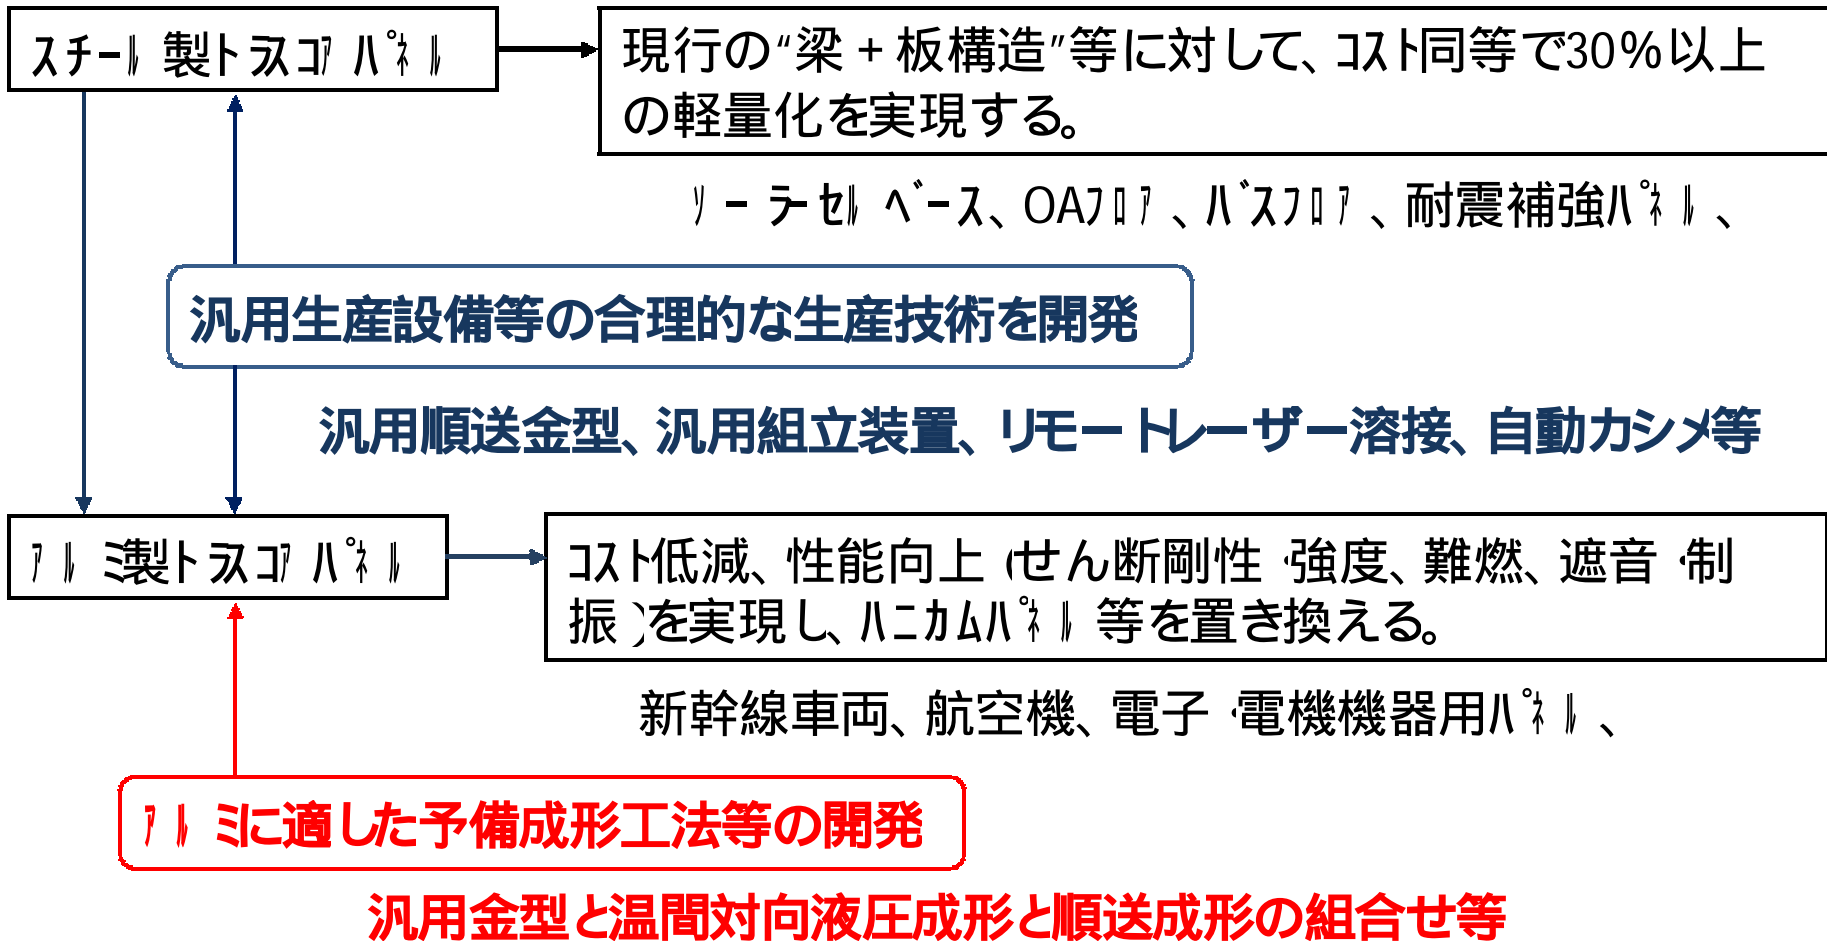 スチール製トラスコアパネル
現行の“梁+板構造”等に対して、コスト同等で30%以上
の軽量化を実現する。
ソーラーセルベース、OAフロア、バスフロア、耐震補強パネル、
汎用生産設備等の合理的な生産技術を開発
汎用順送金型、汎用組立装置、リモートレーザー溶接、自動カシメ等
アルミ製トラスコアパネル
コスト低減、性能向上(せん断剛性・強度、難燃、遮音・制
振)を実現し、ハニカムパネル等を置き換える。
新幹線車両、航空機、電子・電機機器用パネル、
アルミに適した予備成形工法等の開発
汎用金型と温間対向液圧成形と順送成形の組合せ等